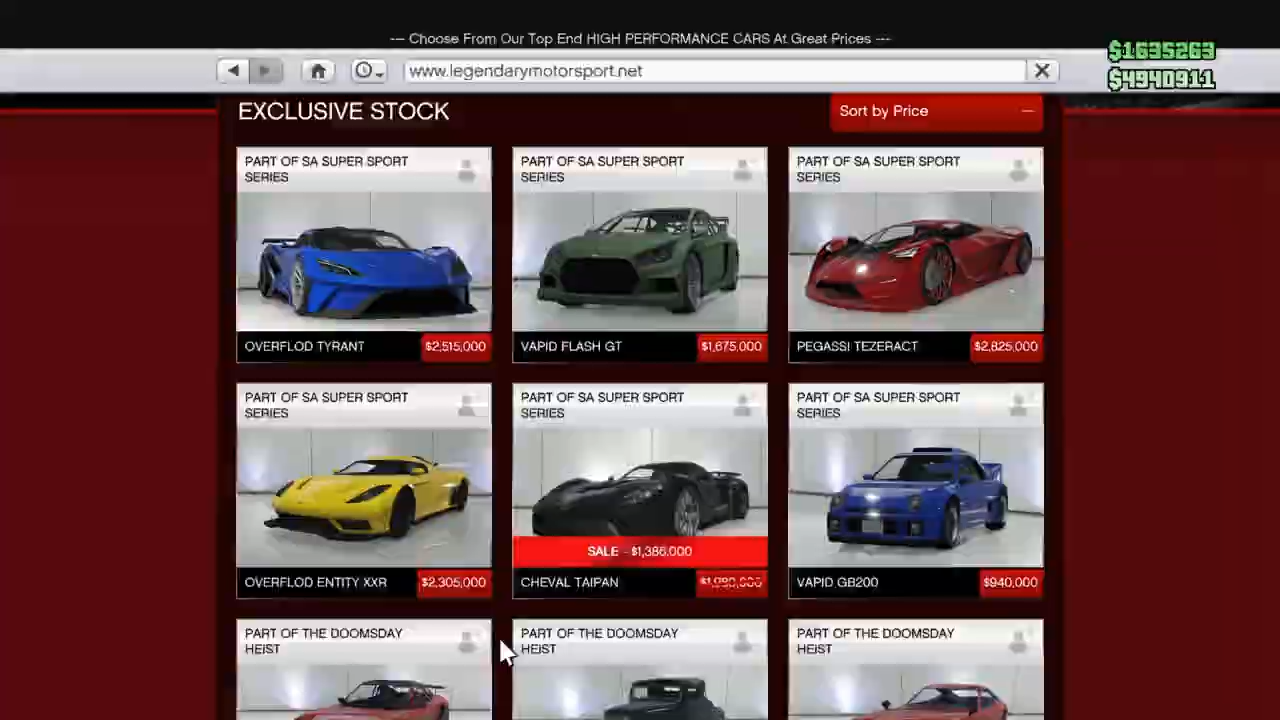 --- Choose From Our Top End HIGH PERFORMANCE CARS At Great Prices ---
$1635263
www.legendarymotorsport.net
$4940911
EXCLUSIVE STOCK
Sort by Price
PART OF SA SUPER SPORT
SERIES
PART OF SA SUPER SPORT
SERIES
PART OF SA SUPER SPORT
SERIES
OVERFLOD TYRANT
$2,515,000
VAPID FLASH GT
$1,675,000
PEGASSI TEZERACT
$2,825,000
PART OF SA SUPER SPORT
SERIES
PART OF SA SUPER SPORT
SERIES
PART OF SA SUPER SPORT
SERIES
SALE - $1,386,000
OVERFLOD ENTITY XXR
$2,305,000
CHEVAL TAIPAN
$1,980,000
VAPID GB200
$940,000
PART OF THE DOOMSDAY
HEIST
PART OF THE DOOMSDAY
HEIST
PART OF THE DOOMSDAY
HEIST